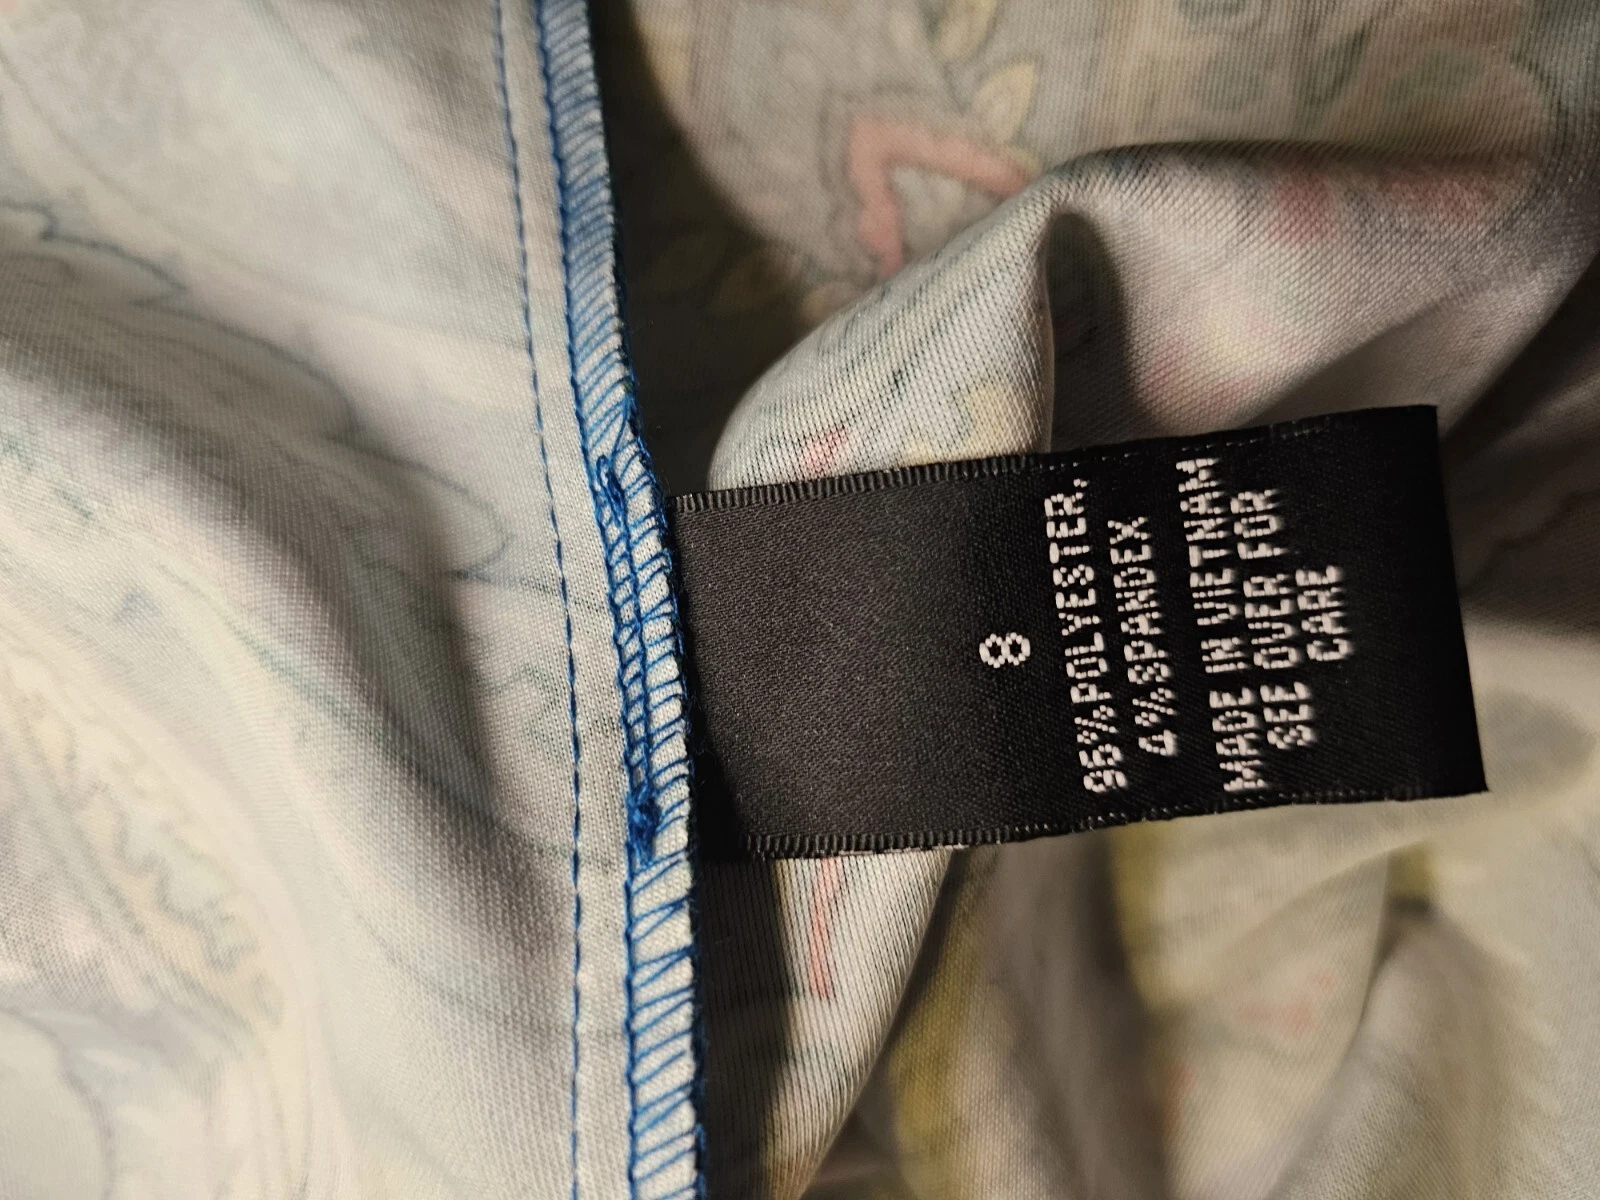 8
96%POLYESTER,
4%SPANDEX
MADE IN VIETNAM
SEE OVER FOR
CARE